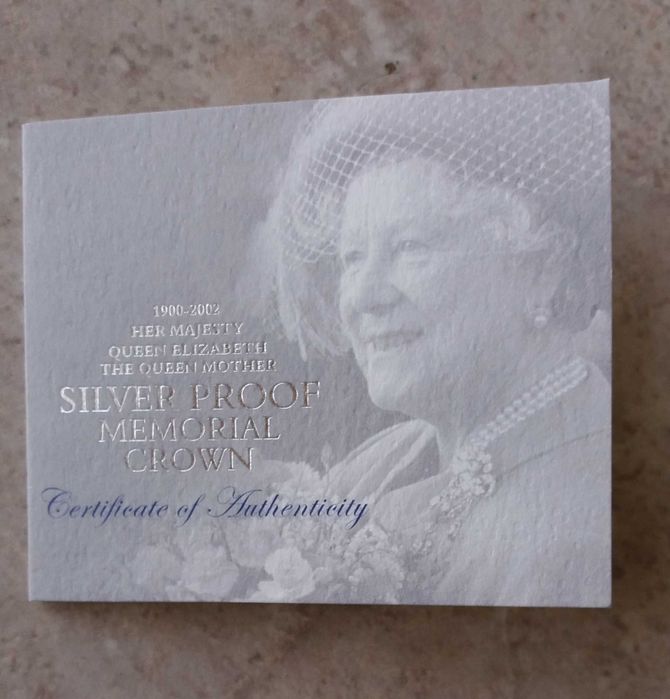 1900-2002
HER MAJESTY
QUEEN ELIZABETH
THE QUEEN MOTHER
SILVER PROOF
MEMORIAL
CROWN
Certificate of Authenticity